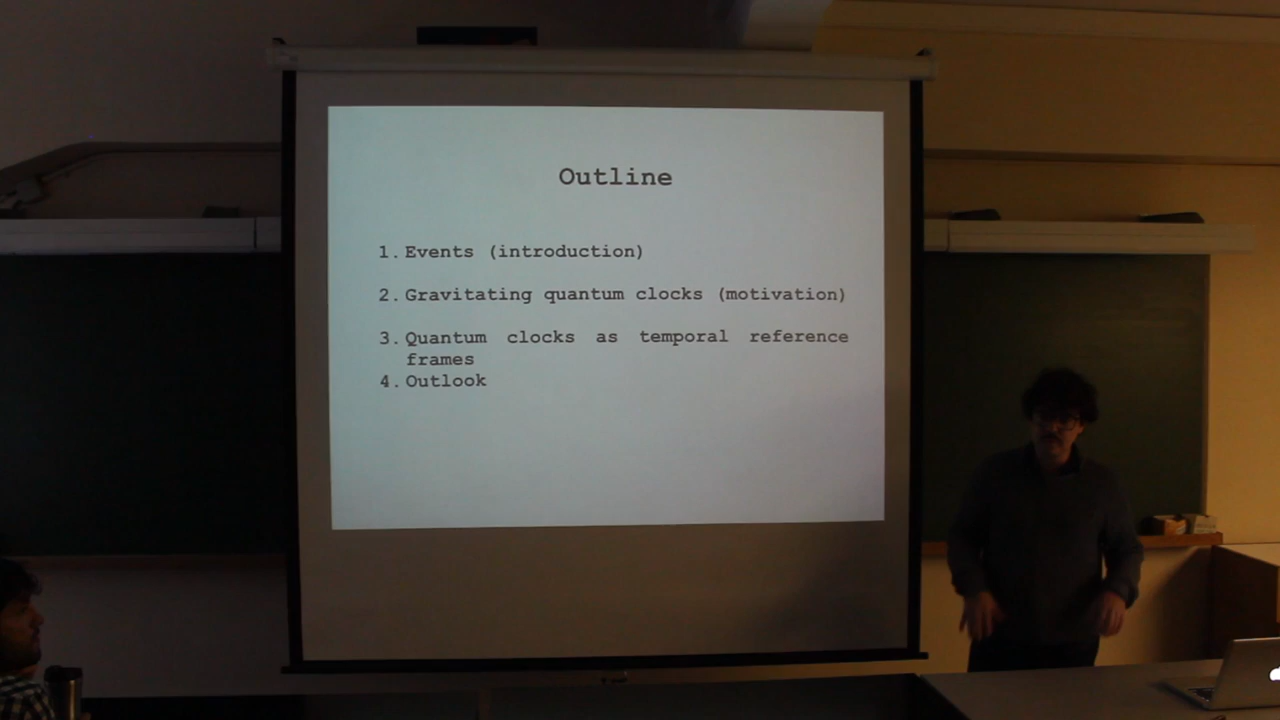 Outline
1. Events (introduction)
2. Gravitating quantum clocks (motivation)
3. Quantum clocks as temporal reference
frames
4. Outlook